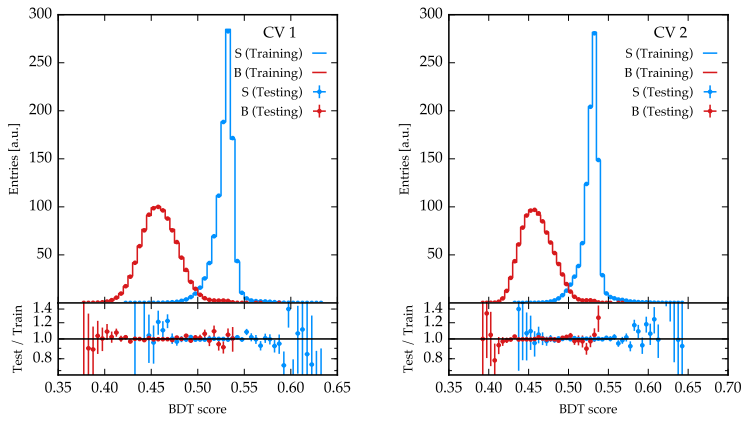 CV 1
S (Training)
B (Training)
S (Testing)
B (Testing)
Entries [a.u.]
300
250
200
150
100
50
Test / Train
1.4
1.2
1.0
0.8
0.35 0.40 0.45 0.50 0.55 0.60 0.65
BDT score
CV 2
S (Training)
B (Training)
S (Testing)
B (Testing)
Entries [a.u.]
300
250
200
150
100
50
Test / Train
1.4
1.2
1.0
0.8
0.35 0.40 0.45 0.50 0.55 0.60 0.65 0.70
BDT score